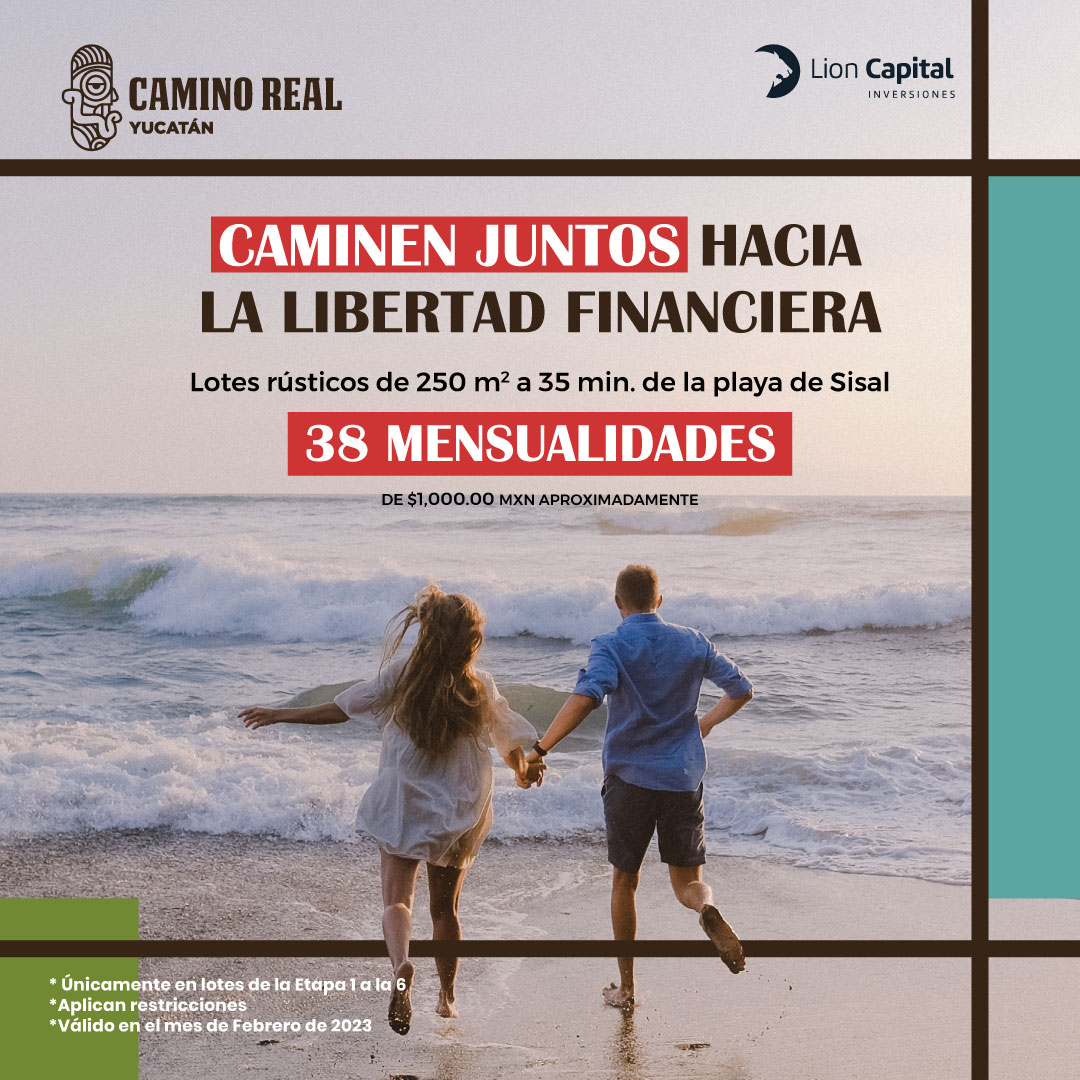 CAMINO REAL
YUCATÁN
Lion Capital
INVERSIONES
CAMINEN JUNTOS HACIA
LA LIBERTAD FINANCIERA
Lotes rústicos de 250 m² a 35 min. de la playa de Sisal
38 MENSUALIDADES
DE $1,000.00 MXN APROXIMADAMENTE
* Únicamente en lotes de la Etapa 1 a la 6
*Aplican restricciones
*Válido en el mes de Febrero de 2023